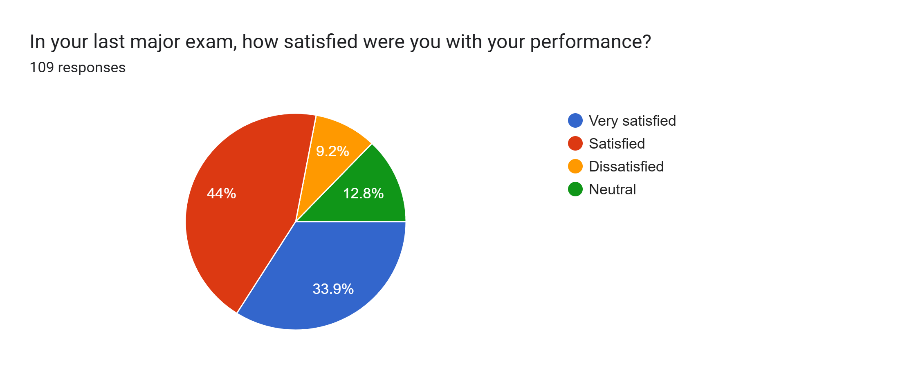 In your last major exam, how satisfied were you with your performance?
109 responses
9.2%
44%
12.8%
33.9%
Very satisfied
Satisfied
Dissatisfied
Neutral